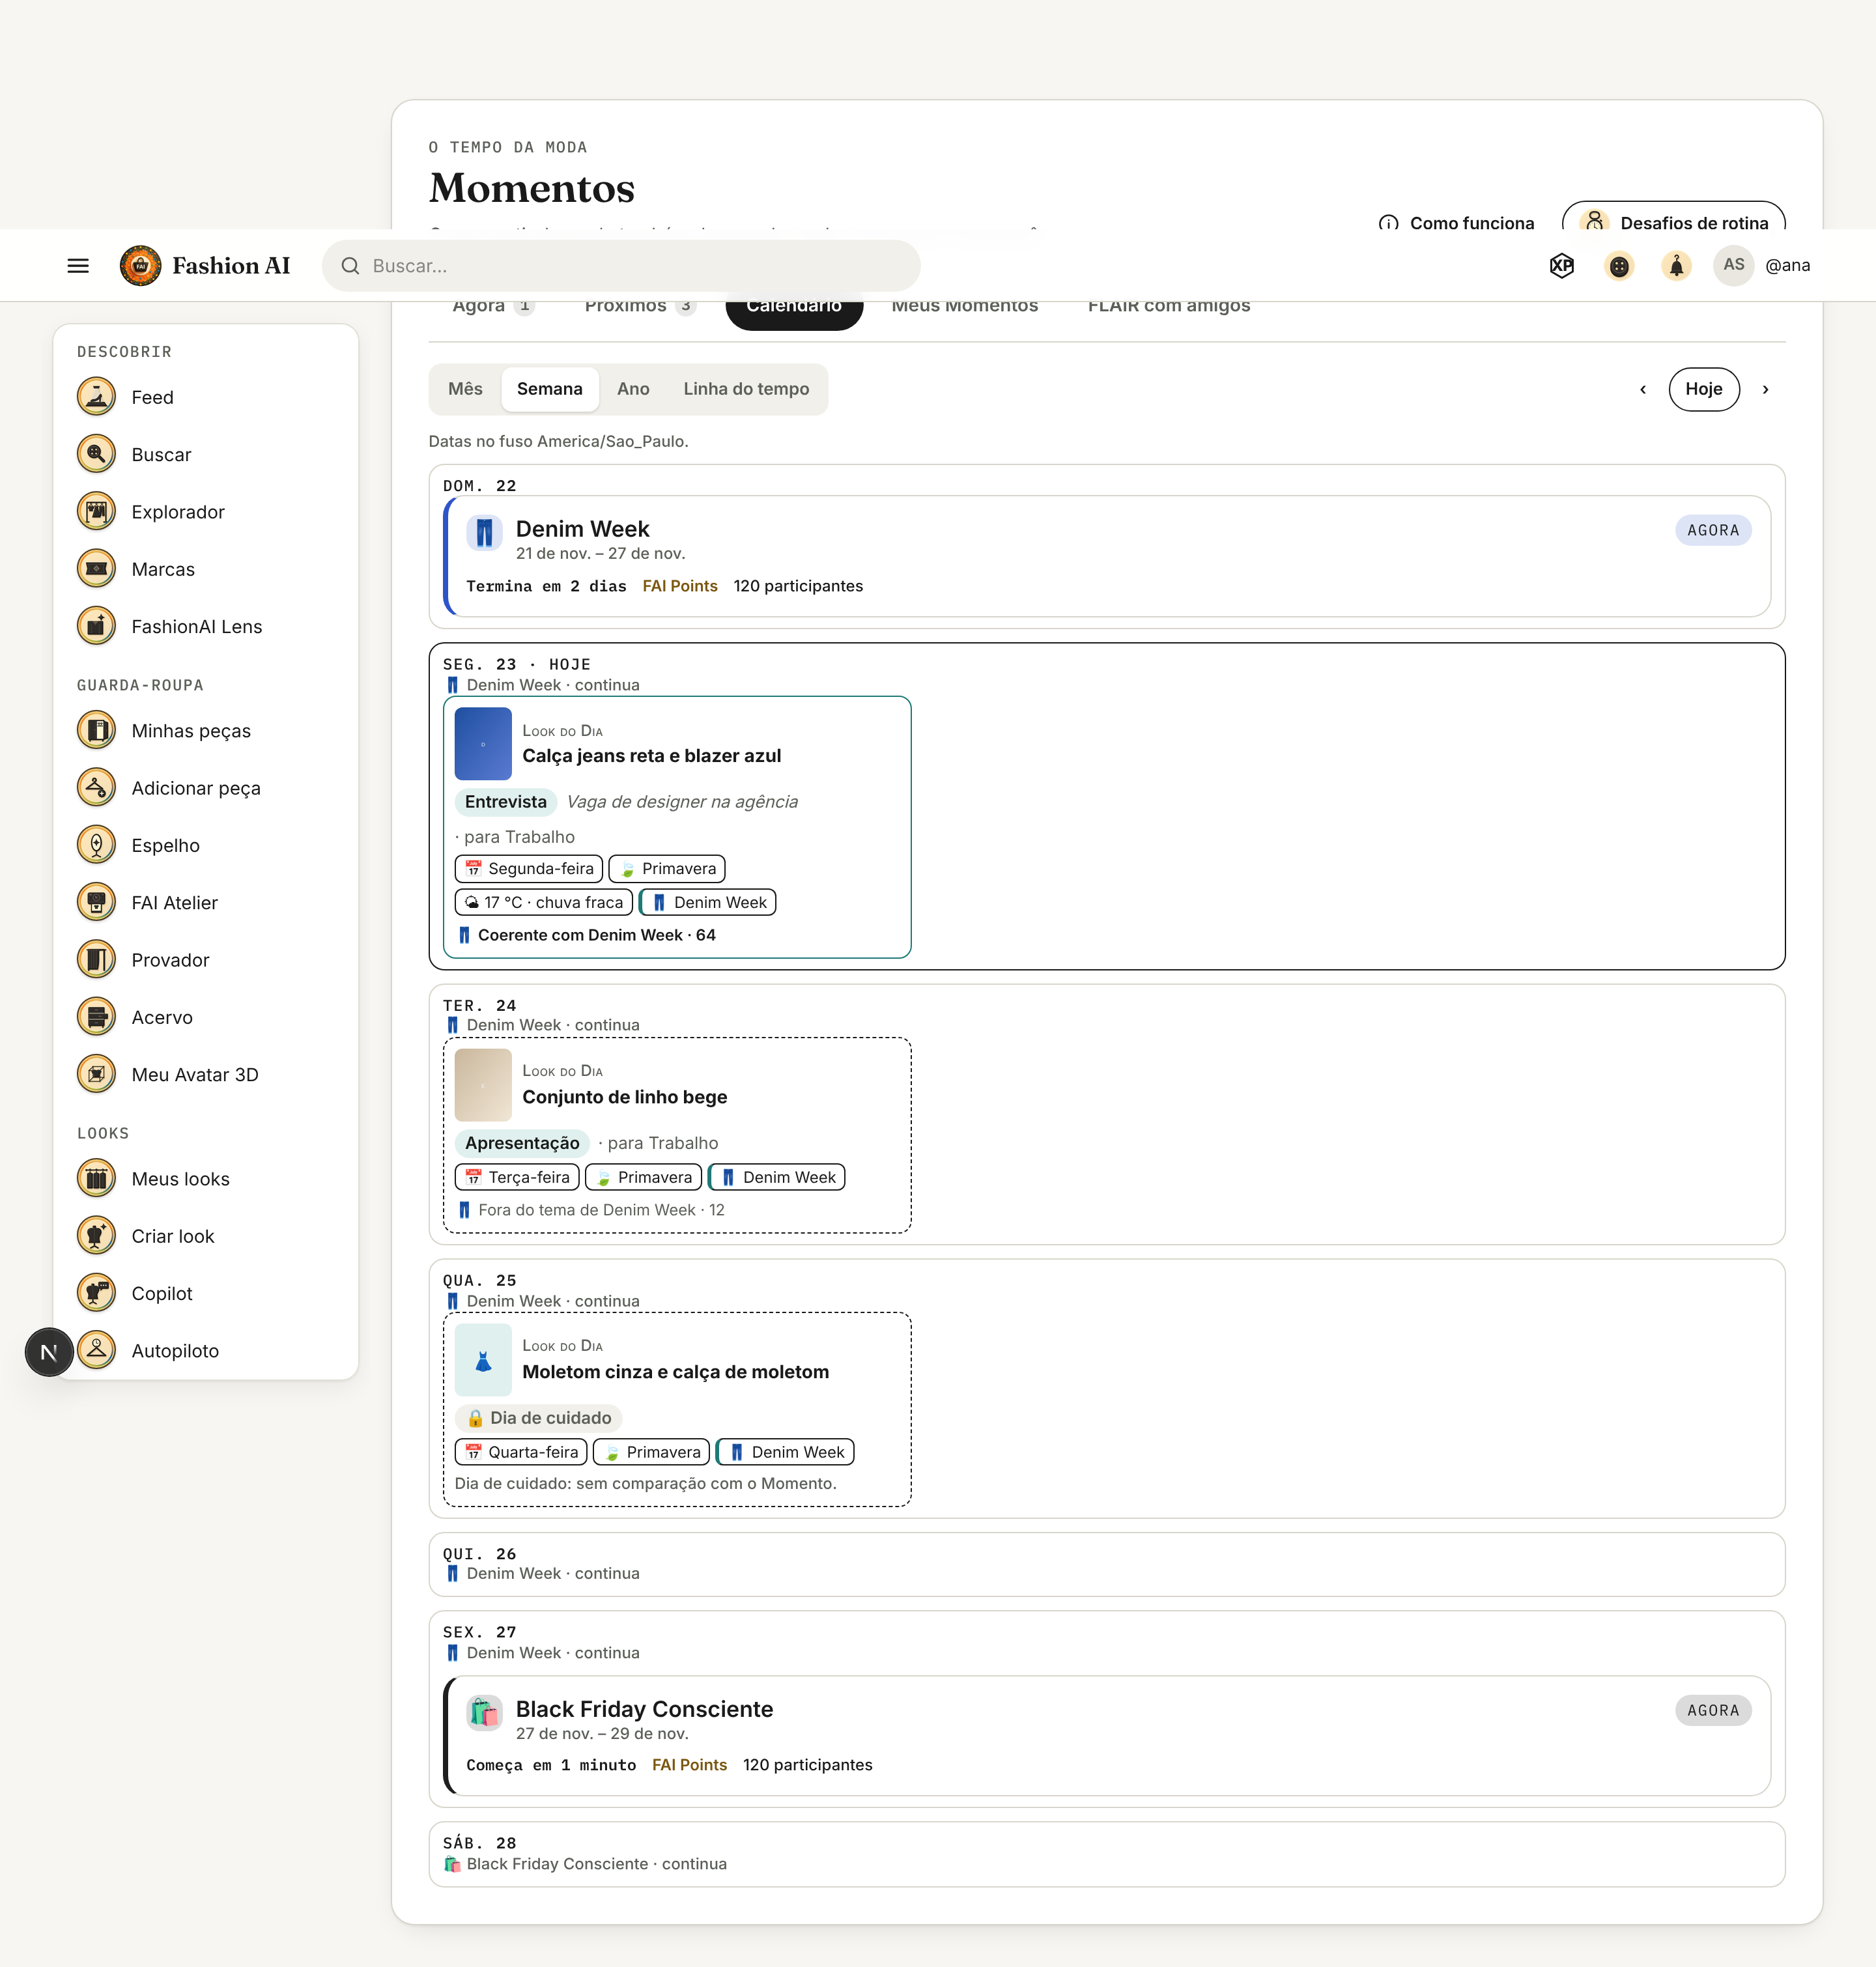 O TEMPO DA MODA
Momentos
Como funciona
Desafios de rotina
Fashion AI
Buscar...
XP
AS
@ana
Agora 1
Próximos 3
Calendário
Meus Momentos
FLAIR com amigos
DESCOBRIR
Feed
Buscar
Explorador
Marcas
FashionAI Lens
GUARDA-ROUPA
Minhas peças
Adicionar peça
Espelho
FAI Atelier
Provador
Acervo
Meu Avatar 3D
LOOKS
Meus looks
Criar look
Copilot
Autopiloto
N
Mês
Semana
Ano
Linha do tempo
‹
Hoje
›
Datas no fuso America/Sao_Paulo.
DOM. 22
Denim Week
AGORA
21 de nov. – 27 de nov.
Termina em 2 dias FAI Points 120 participantes
SEG. 23 · HOJE
Denim Week · continua
Look do Dia
Calça jeans reta e blazer azul
Entrevista Vaga de designer na agência
· para Trabalho
Segunda-feira Primavera
17 °C · chuva fraca Denim Week
Coerente com Denim Week · 64
TER. 24
Denim Week · continua
Look do Dia
Conjunto de linho bege
Apresentação · para Trabalho
Terça-feira Primavera Denim Week
Fora do tema de Denim Week · 12
QUA. 25
Denim Week · continua
Look do Dia
Moletom cinza e calça de moletom
Dia de cuidado
Quarta-feira Primavera Denim Week
Dia de cuidado: sem comparação com o Momento.
QUI. 26
Denim Week · continua
SEX. 27
Denim Week · continua
Black Friday Consciente
AGORA
27 de nov. – 29 de nov.
Começa em 1 minuto FAI Points 120 participantes
SÁB. 28
Black Friday Consciente · continua